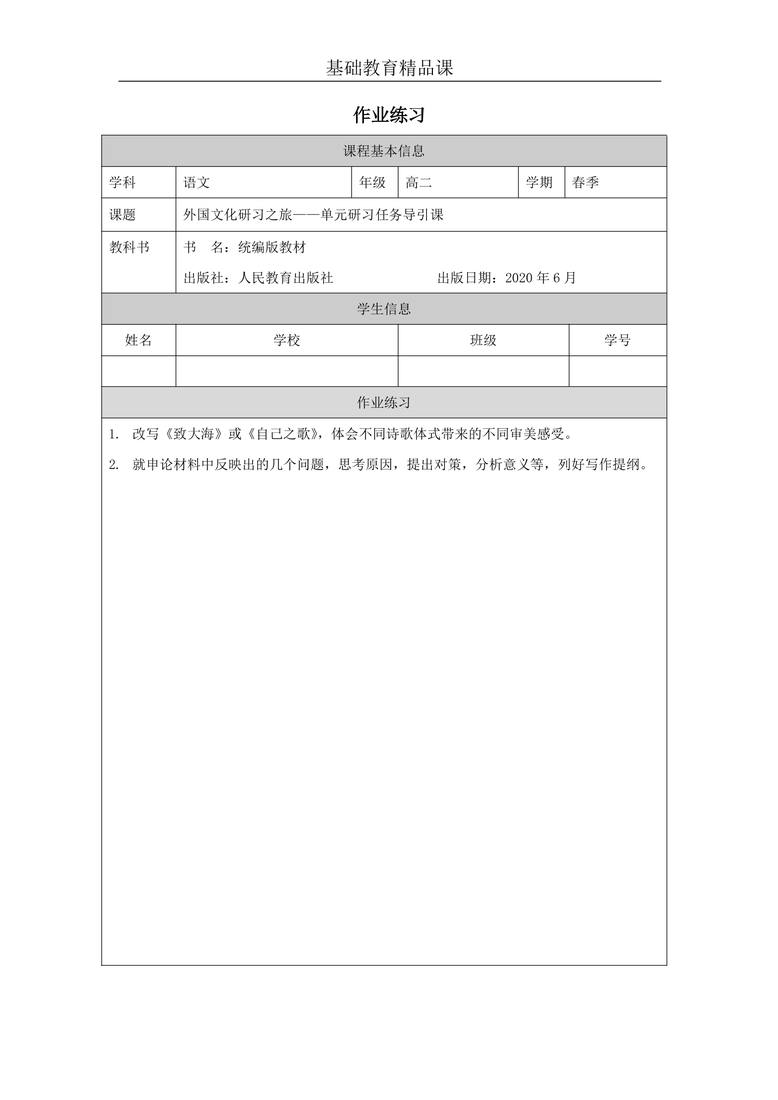 基础教育精品课
作业练习
课程基本信息
学科 语文 年级 高二 学期 春季
课题 外国文化研习之旅——单元研习任务导引课
教科书 书 名：统编版教材
出版社：人民教育出版社 出版日期：2020 年 6 月
学生信息
姓名 学校 班级 学号
作业练习
1. 改写《致大海》或《自己之歌》，体会不同诗歌体式带来的不同审美感受。
2. 就申论材料中反映出的几个问题，思考原因，提出对策，分析意义等，列好写作提纲。